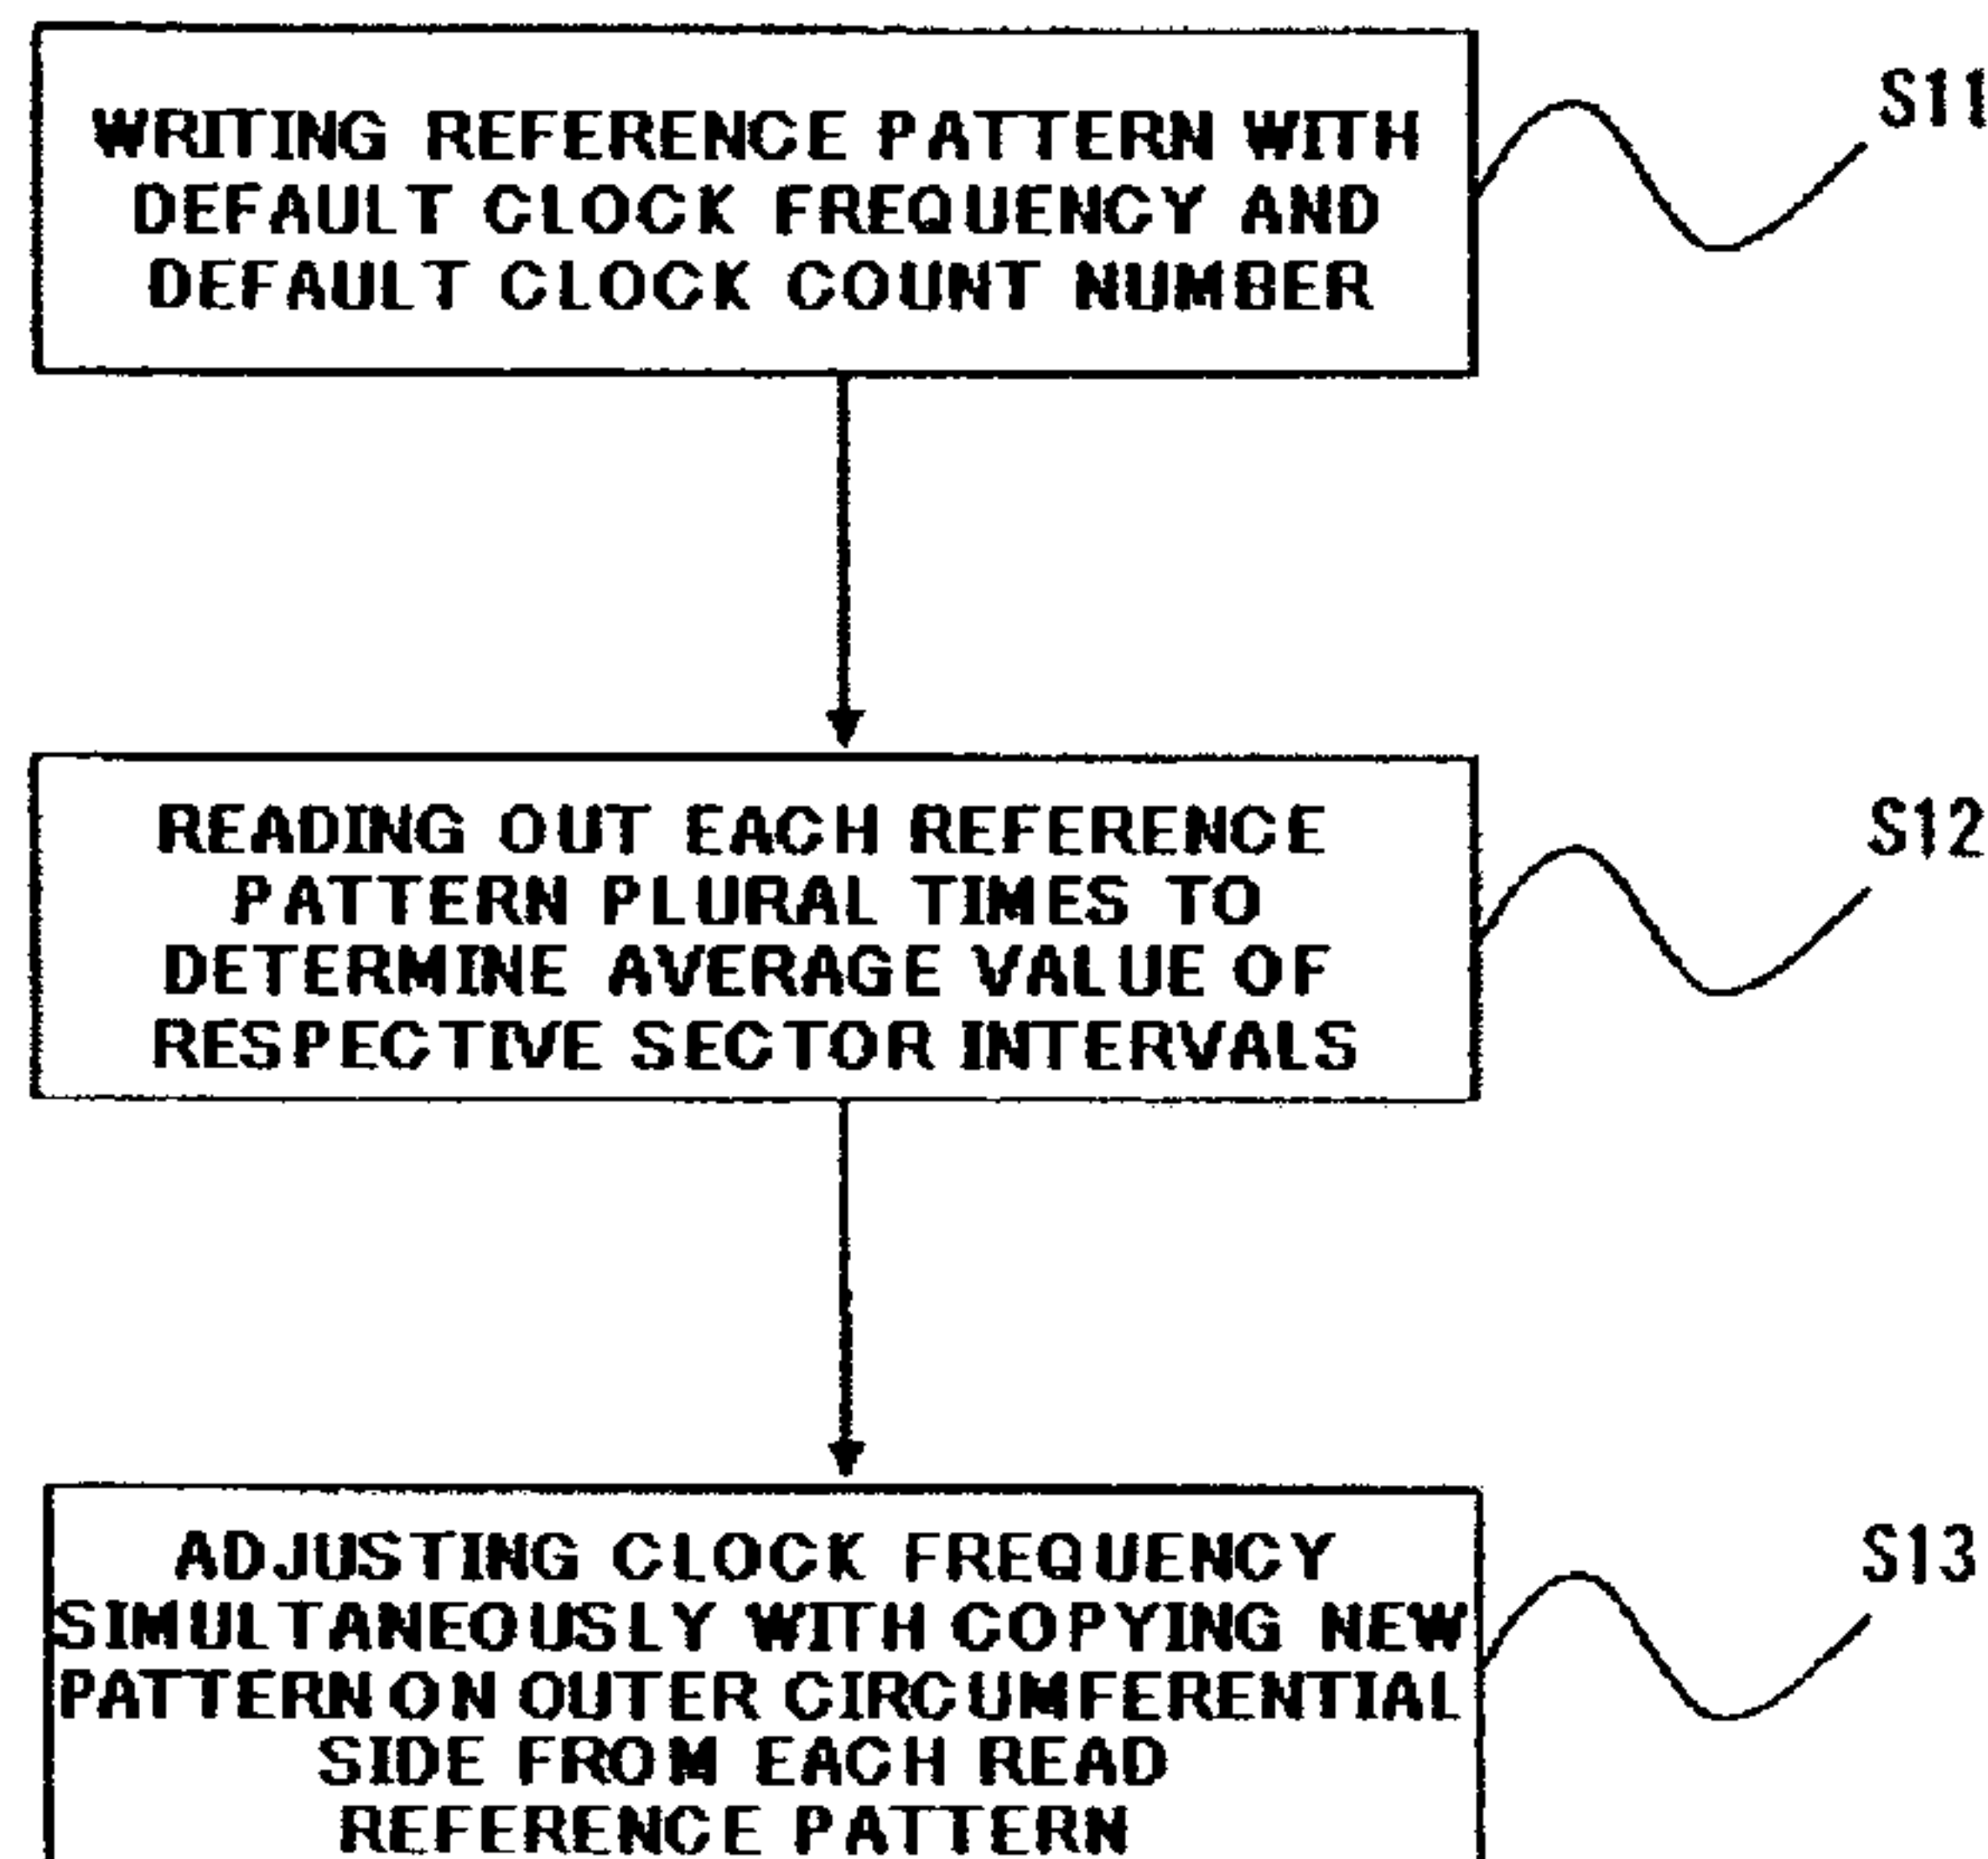 WRITING REFERENCE PATTERN WITH
DEFAULT CLOCK FREQUENCY AND
DEFAULT CLOCK COUNT NUMBER
S11
READING OUT EACH REFERENCE
PATTERN PLURAL TIMES TO
DETERMINE AVERAGE VALUE OF
RESPECTIVE SECTOR INTERVALS
S12
ADJUSTING CLOCK FREQUENCY
SIMULTANEOUSLY WITH COPYING NEW
PATTERN ON OUTER CIRCUMFERENTIAL
SIDE FROM EACH READ
REFERENCE PATTERN
S13